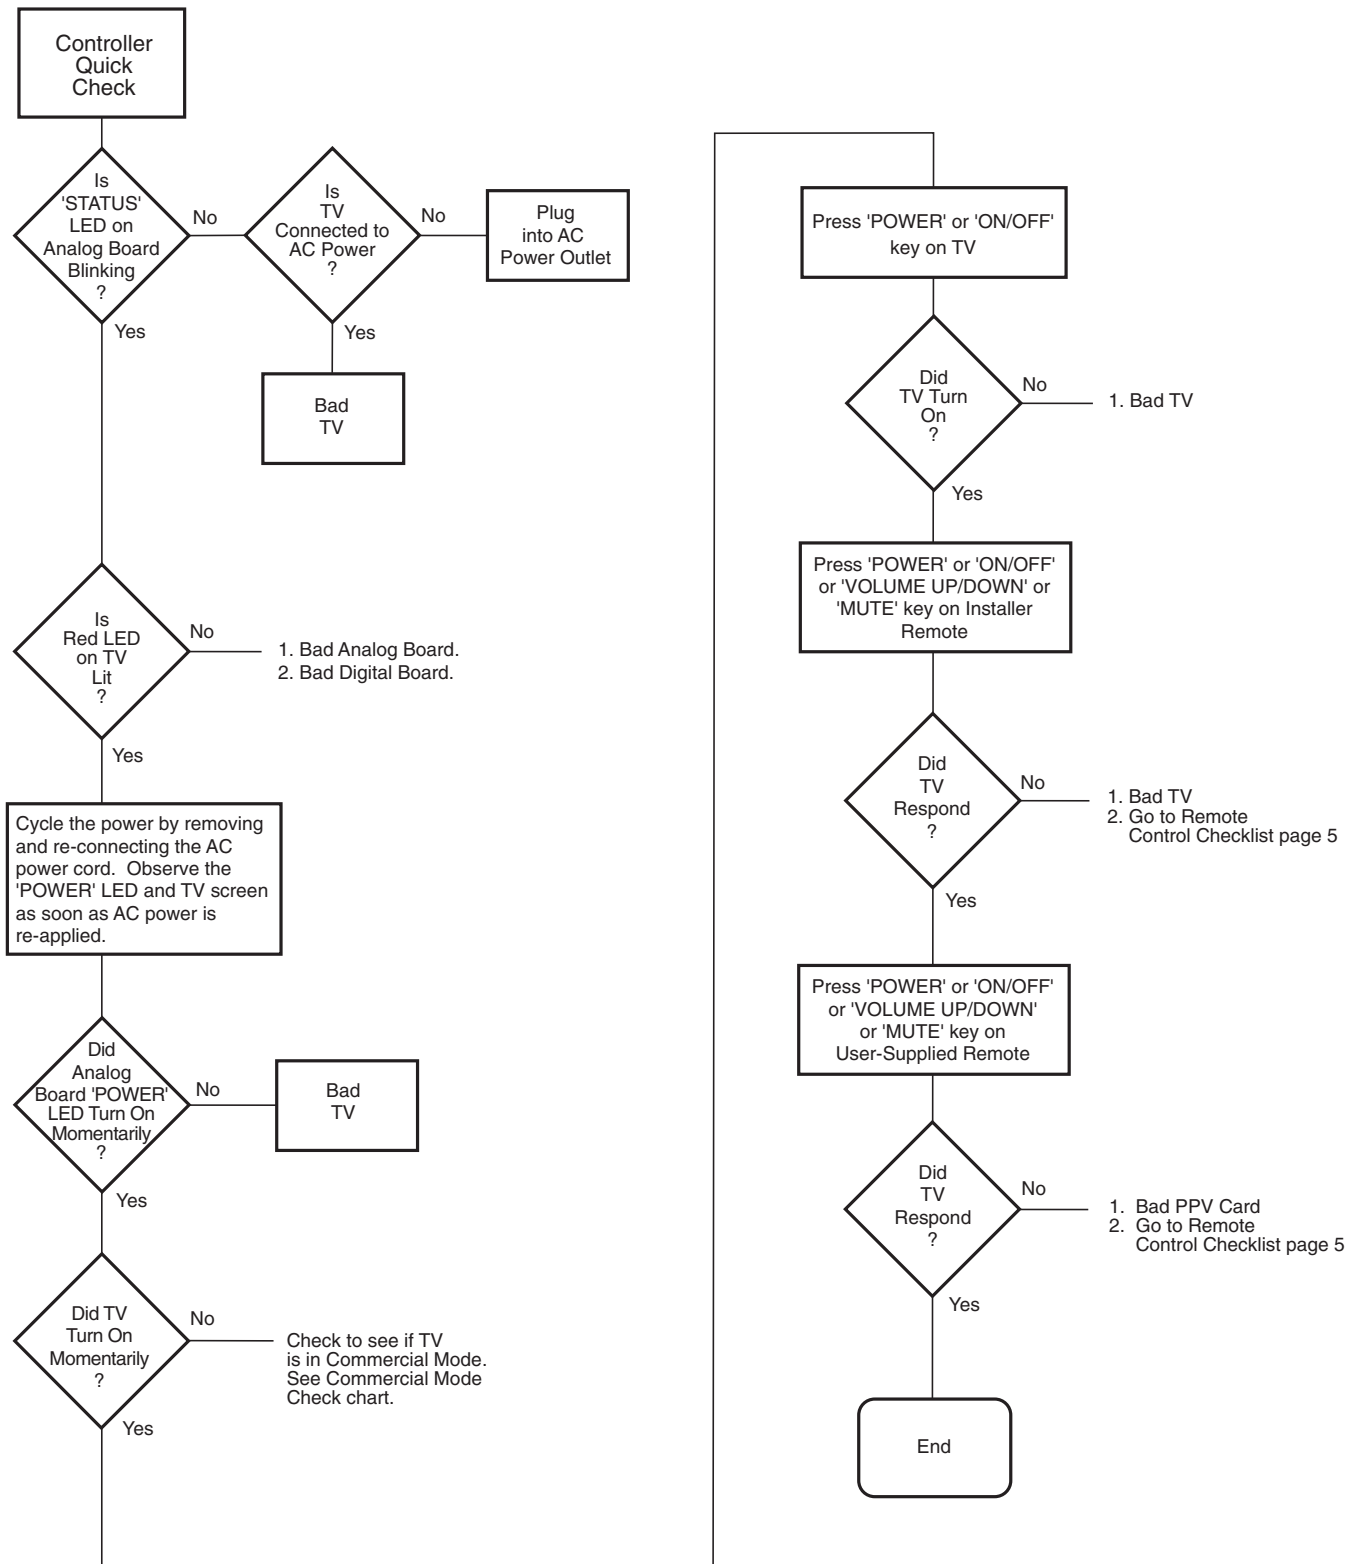 Controller
Quick
Check
Is
'STATUS'
LED on
Analog Board
Blinking
?
No
Is
TV
Connected to
AC Power
?
No
Plug
into AC
Power Outlet
Yes
Yes
Bad
TV
Is
Red LED
on TV
Lit
?
No
1. Bad Analog Board.
2. Bad Digital Board.
Yes
Cycle the power by removing
and re-connecting the AC
power cord. Observe the
'POWER' LED and TV screen
as soon as AC power is
re-applied.
Did
Analog
Board 'POWER'
LED Turn On
Momentarily
?
No
Bad
TV
Yes
Did TV
Turn On
Momentarily
?
No
Check to see if TV
is in Commercial Mode.
See Commercial Mode
Check chart.
Yes
Press 'POWER' or 'ON/OFF'
key on TV
Did
TV Turn
On
?
No
1. Bad TV
Yes
Press 'POWER' or 'ON/OFF'
or 'VOLUME UP/DOWN' or
'MUTE' key on Installer
Remote
Did
TV
Respond
?
No
1. Bad TV
2. Go to Remote
Control Checklist page 5
Yes
Press 'POWER' or 'ON/OFF'
or 'VOLUME UP/DOWN'
or 'MUTE' key on
User-Supplied Remote
Did
TV
Respond
?
No
1. Bad PPV Card
2. Go to Remote
Control Checklist page 5
Yes
End